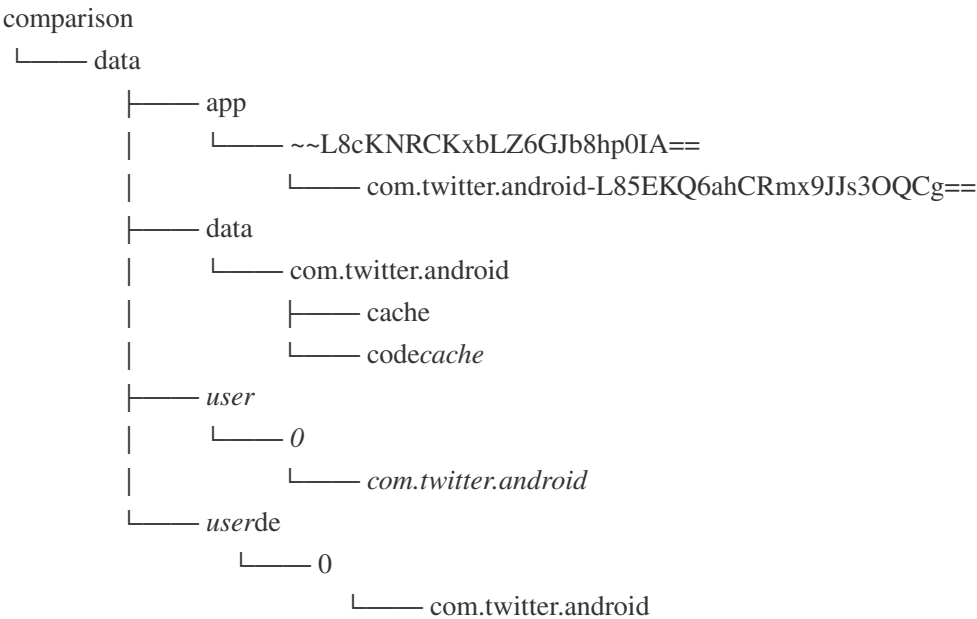 comparison
└── data
├── app
│ └── ~~L8cKNRCKxbLZ6GJb8hp0IA==
│ └── com.twitter.android-L85EKQ6ahCRmx9JJs3OQCg==
├── data
│ └── com.twitter.android
│ ├── cache
│ └── codecache
├── user
│ └── 0
│ └── com.twitter.android
└── userde
└── 0
└── com.twitter.android